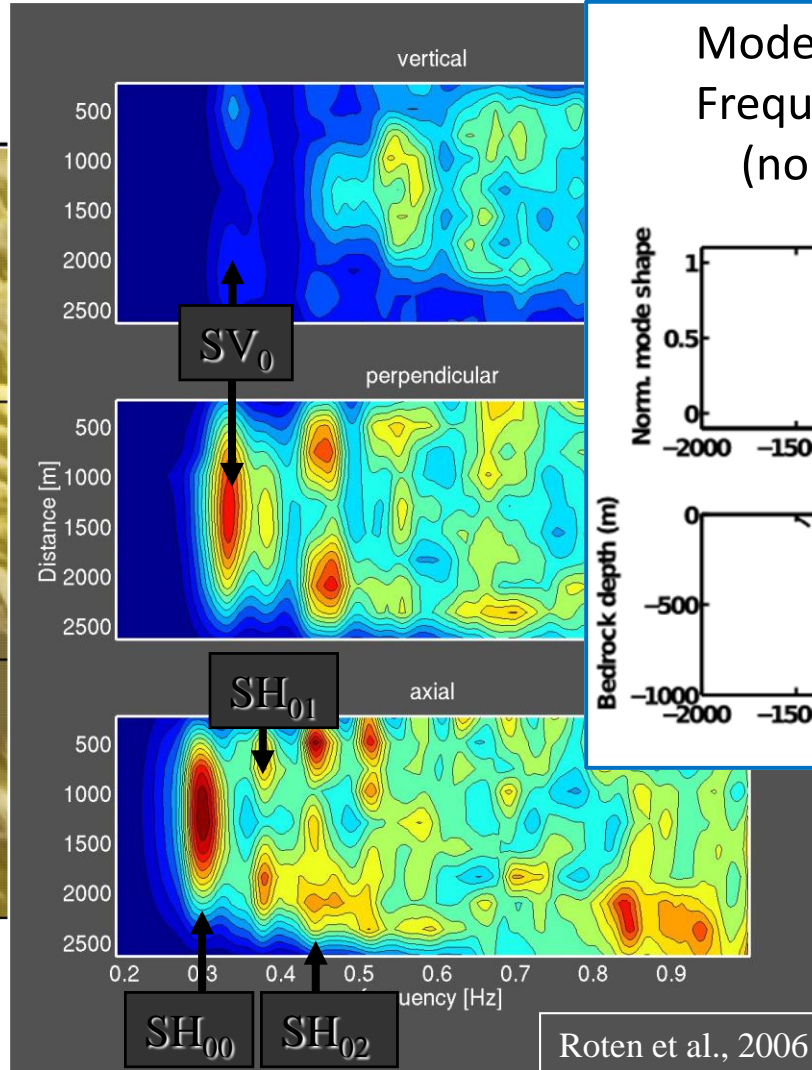 vertical
500
1000
1500
2000
2500
SV₀
perpendicular
Distance [m]
500
1000
1500
2000
2500
SH₀₁
axial
500
1000
1500
2000
2500
0.2 0.3 0.4 0.5 0.6 0.7 0.8 0.9
[Hz]
SH₀₀ SH₀₂
Roten et al., 2006
Mode
(no
Norm. mode shape
1
0.5
0
−2000
Bedrock depth (m)
0
−500
−1000
−2000